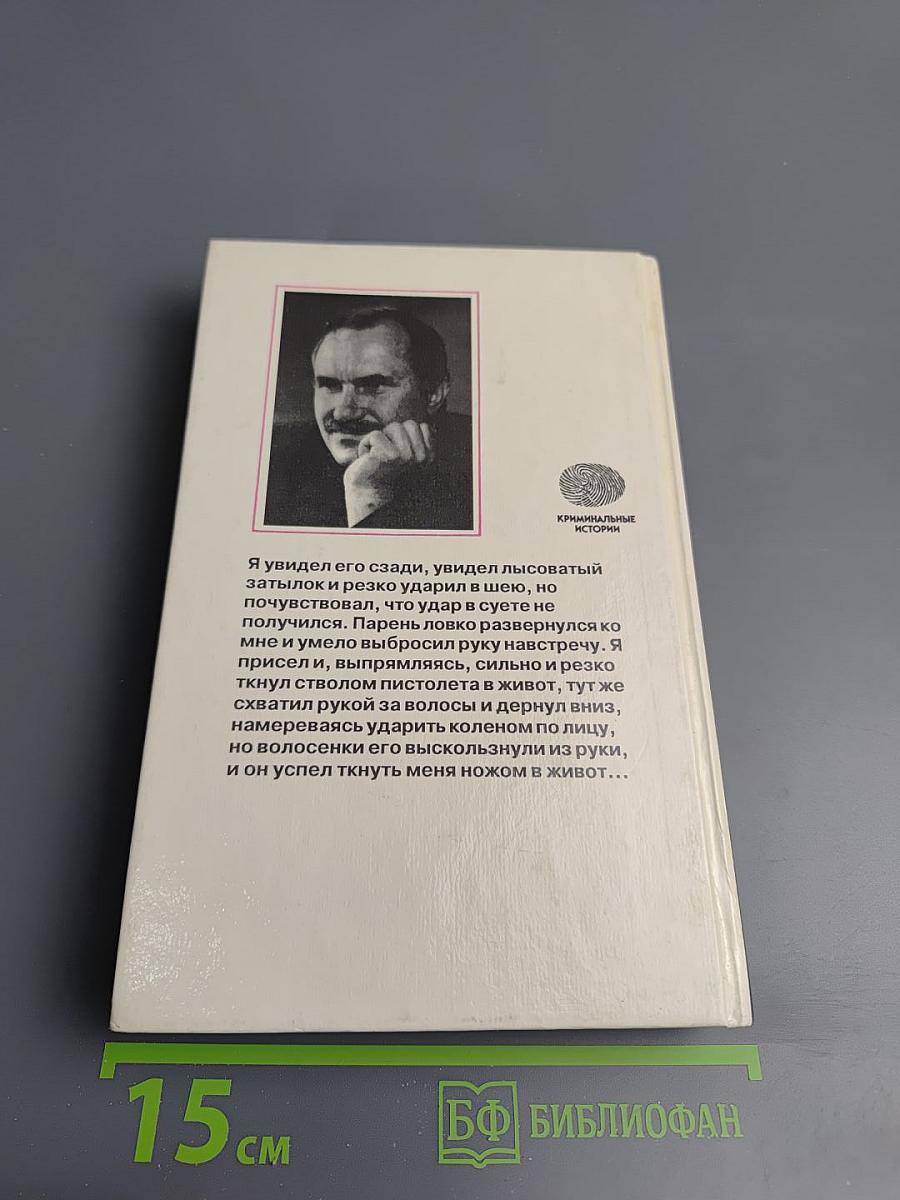 КРИМИНАЛЬНЫЕ
ИСТОРИИ
Я увидел его сзади, увидел лысоватый
затылок и резко ударил в шею, но
почувствовал, что удар в суете не
получился. Парень ловко развернулся ко
мне и умело выбросил руку навстречу. Я
присел и, выпрямляясь, сильно и резко
ткнул стволом пистолета в живот, тут же
схватил рукой за волосы и дернул вниз,
намереваясь ударить коленом по лицу,
но волосенки его выскользнули из руки,
и он успел ткнуть меня ножом в живот...
15 см
БФ БИБЛИОФАН